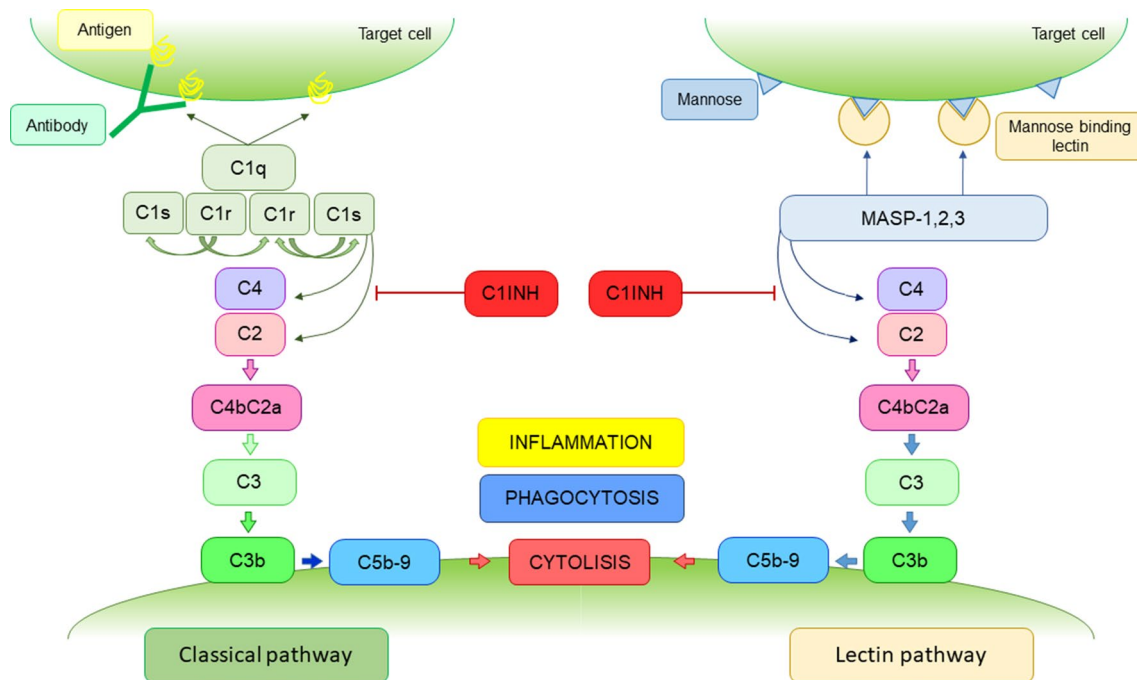 Antigen
Target cell
Antibody
C1q
C1s
C1r
C1r
C1s
C4
C2
C1INH
C4bC2a
C3
C3b
C5b-9
Classical pathway
INFLAMMATION
PHAGOCYTOSIS
CYTOLISIS
Target cell
Mannose
Mannose binding
lectin
MASP-1,2,3
C1INH
C4
C2
C4bC2a
C3
C3b
C5b-9
Lectin pathway